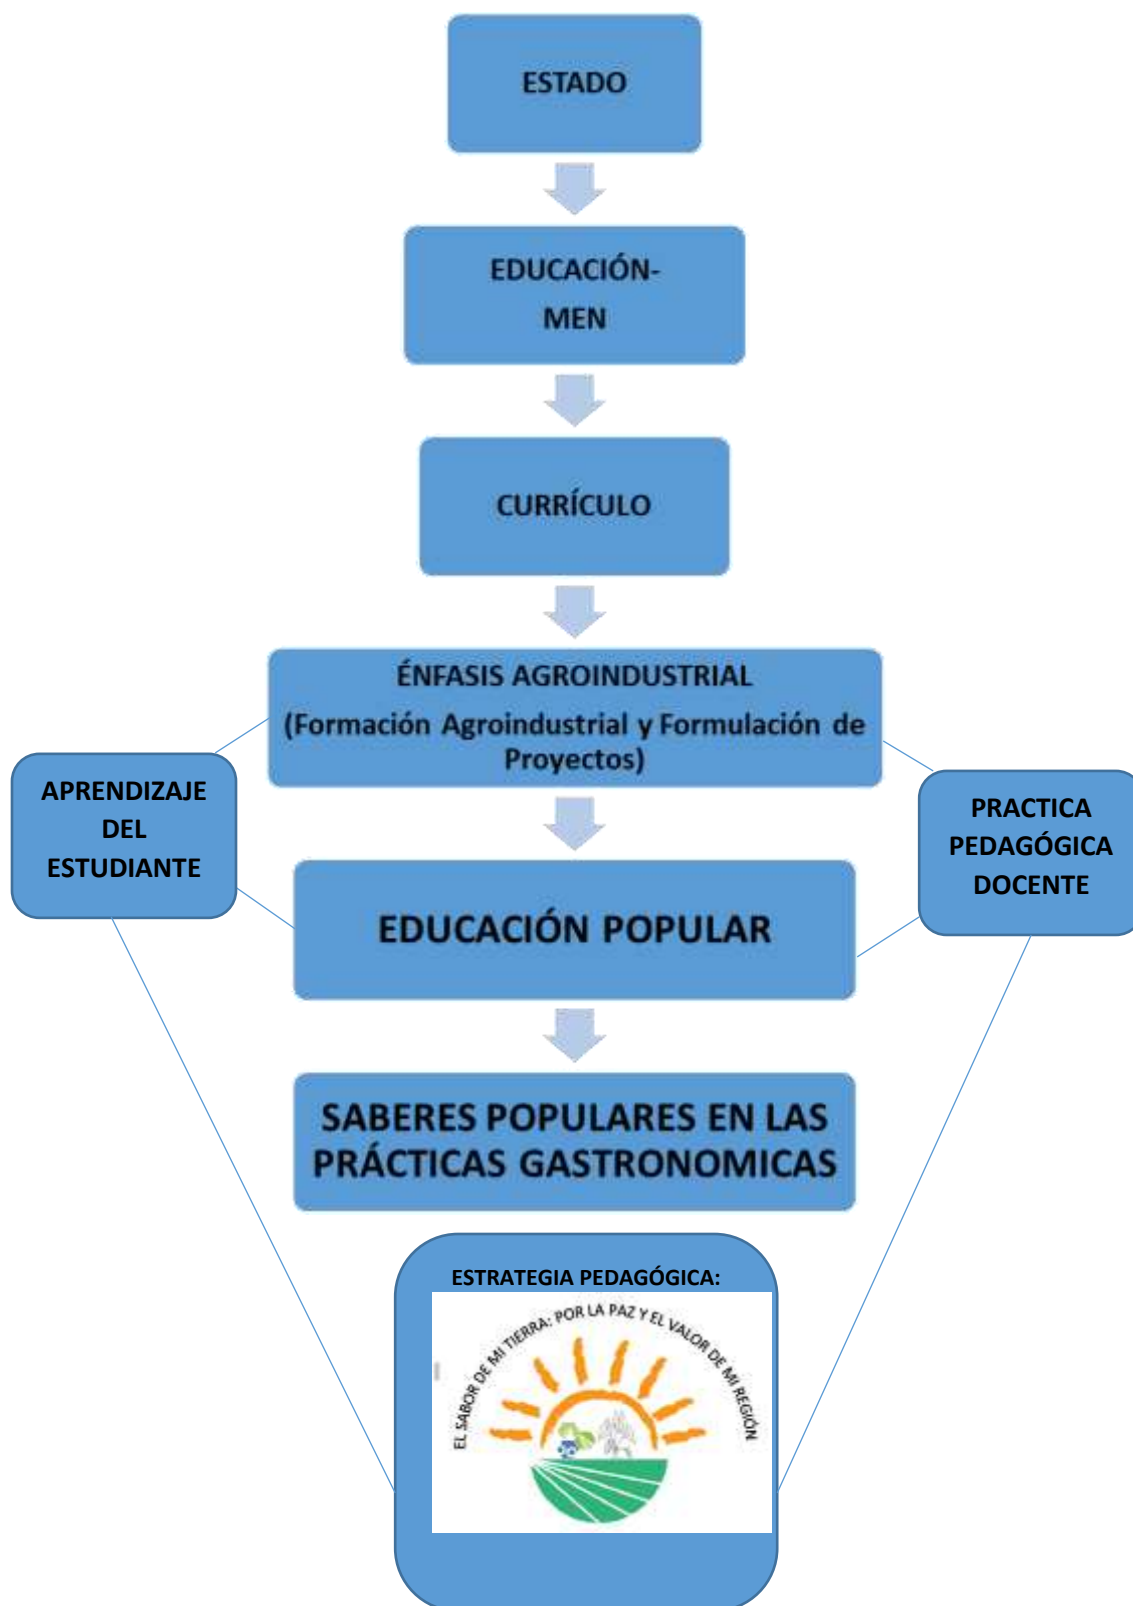 ESTADO
EDUCACIÓN-
MEN
CURRÍCULO
ÉNFASIS AGROINDUSTRIAL
(Formación Agroindustrial y Formulación de
Proyectos)
APRENDIZAJE
DEL
ESTUDIANTE
PRACTICA
PEDAGÓGICA
DOCENTE
EDUCACIÓN POPULAR
SABERES POPULARES EN LAS
PRÁCTICAS GASTRONOMICAS
ESTRATEGIA PEDAGÓGICA:
EL SABOR DE MI TIERRA: POR LA PAZ Y EL VALOR DE MI REGIÓN